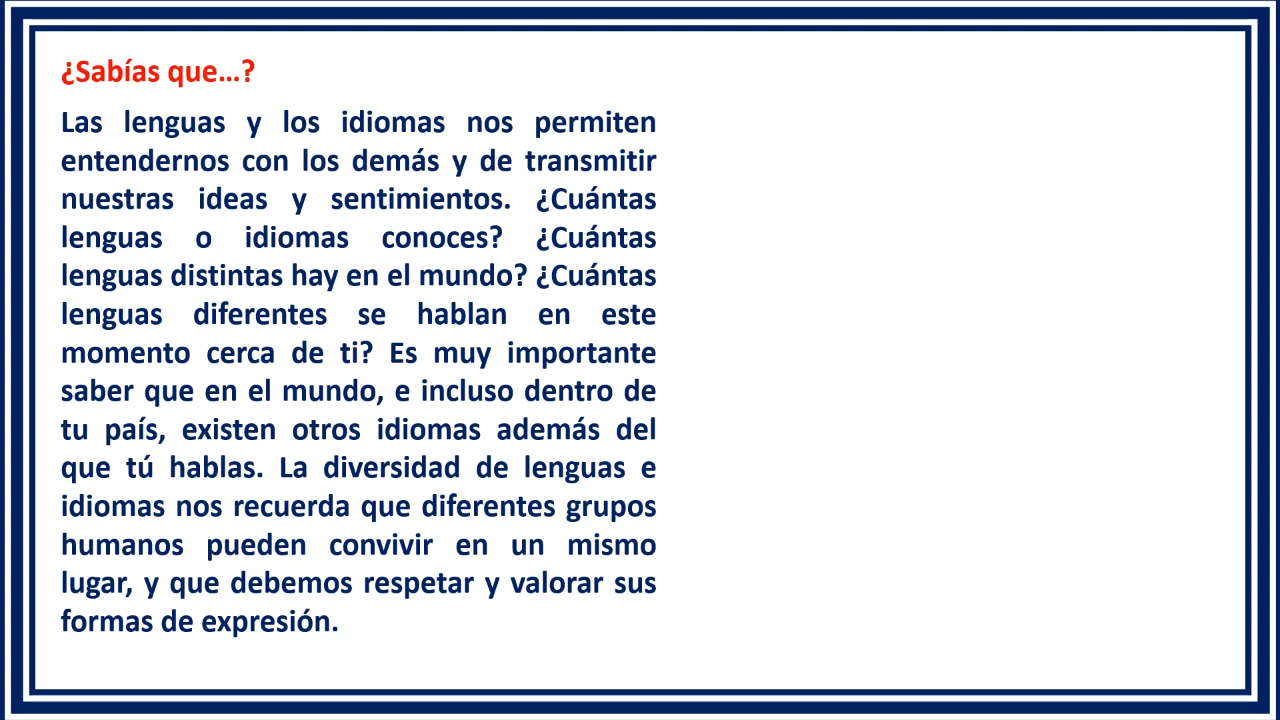 ¿Sabías que...?
Las lenguas y los idiomas nos permiten
entendernos con los demás y de transmitir
nuestras ideas y sentimientos. ¿Cuántas
lenguas o idiomas conoces? ¿Cuántas
lenguas distintas hay en el mundo? ¿Cuántas
lenguas diferentes se hablan en este
momento cerca de ti? Es muy importante
saber que en el mundo, e incluso dentro de
tu país, existen otros idiomas además del
que tú hablas. La diversidad de lenguas e
idiomas nos recuerda que diferentes grupos
humanos pueden convivir en un mismo
lugar, y que debemos respetar y valorar sus
formas de expresión.